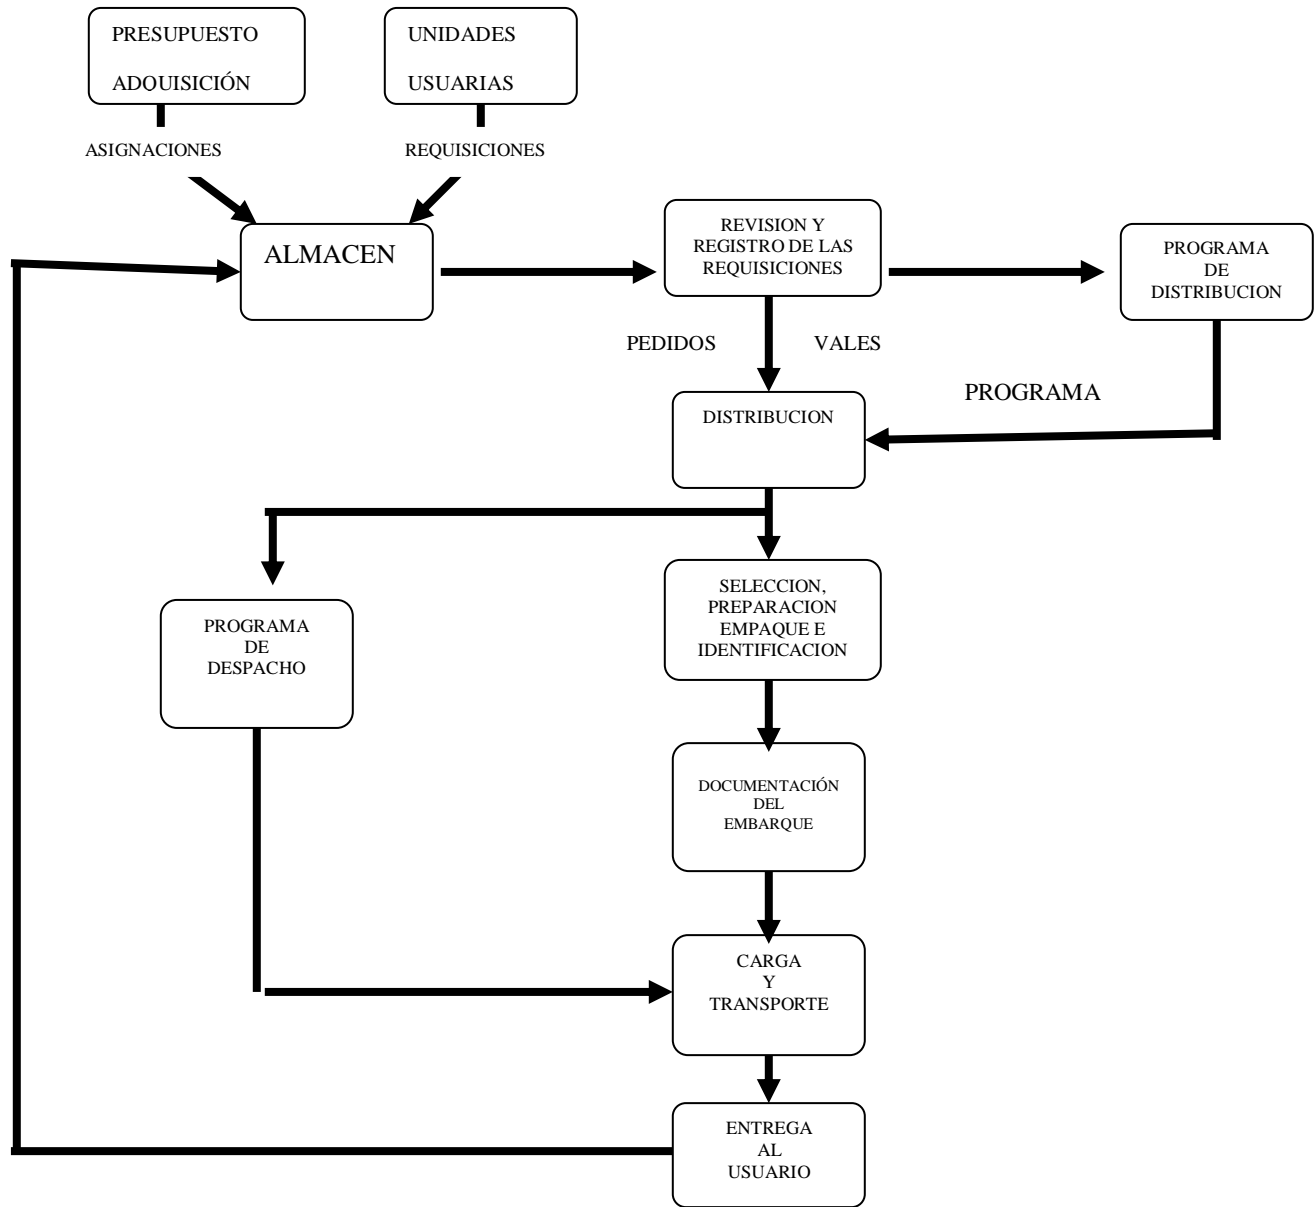 PRESUPUESTO
ADQUISICIÓN
UNIDADES
USUARIAS
ASIGNACIONES
REQUISICIONES
ALMACEN
REVISION Y
REGISTRO DE LAS
REQUISICIONES
PROGRAMA
DE
DISTRIBUCION
PEDIDOS
VALES
PROGRAMA
DISTRIBUCION
SELECCION,
PREPARACION
EMPAQUE E
IDENTIFICACION
PROGRAMA
DE
DESPACHO
DOCUMENTACIÓN
DEL
EMBARQUE
CARGA
Y
TRANSPORTE
ENTREGA
AL
USUARIO